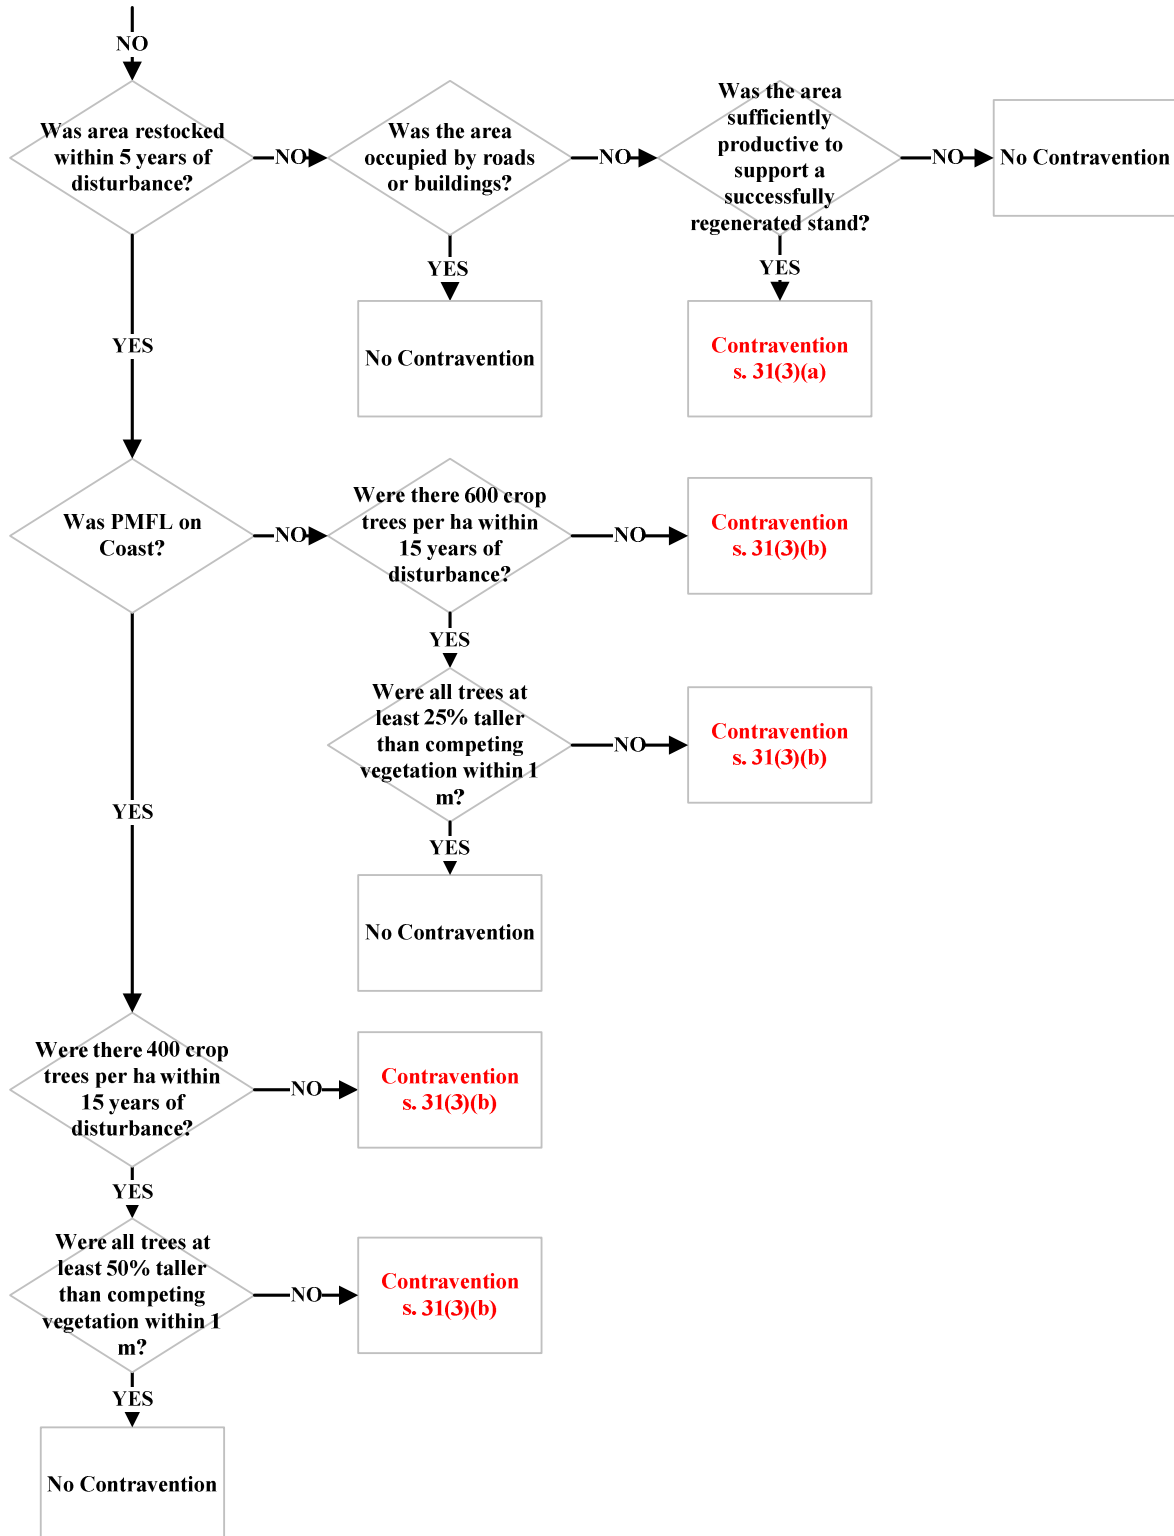 NO
Was area restocked
within 5 years of
disturbance?
NO
Was the area
occupied by roads
or buildings?
NO
Was the area
sufficiently
productive to
support a
successfully
regenerated stand?
NO
No Contravention
YES
YES
YES
No Contravention
Contravention
s. 31(3)(a)
Was PMFL on
Coast?
NO
Were there 600 crop
trees per ha within
15 years of
disturbance?
NO
Contravention
s. 31(3)(b)
YES
YES
Were all trees at
least 25% taller
than competing
vegetation within 1
m?
NO
Contravention
s. 31(3)(b)
YES
No Contravention
Were there 400 crop
trees per ha within
15 years of
disturbance?
NO
Contravention
s. 31(3)(b)
YES
Were all trees at
least 50% taller
than competing
vegetation within 1
m?
NO
Contravention
s. 31(3)(b)
YES
No Contravention